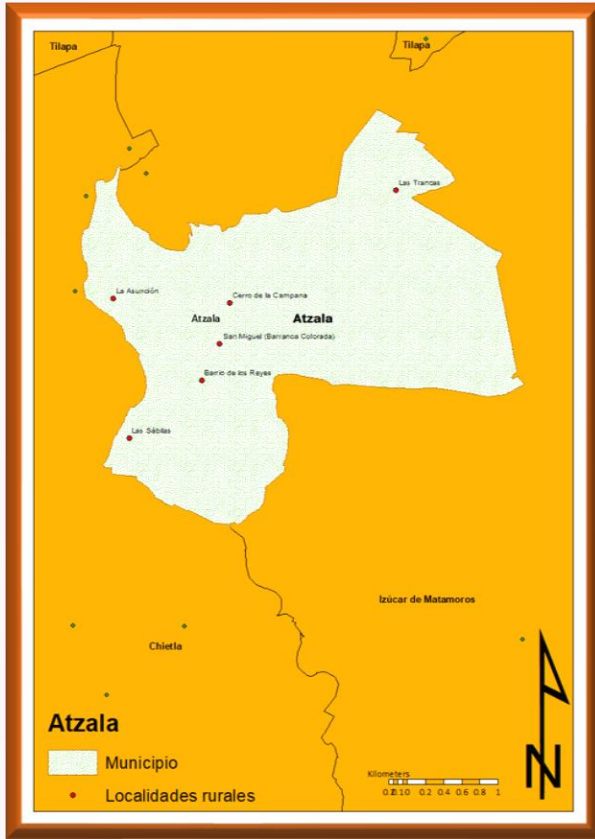 Tilapa
Tilapa
Las Trancas
La Asunción
Cerro de la Campana
Atzala
Atzala
San Miguel (Barranca Colorada)
Barrio de los Reyes
Las Sábilas
Izúcar de Matamoros
Chietla
Atzala
Municipio
Localidades rurales
Kilometers
0.2 0.4 0.6 0.8 1
N